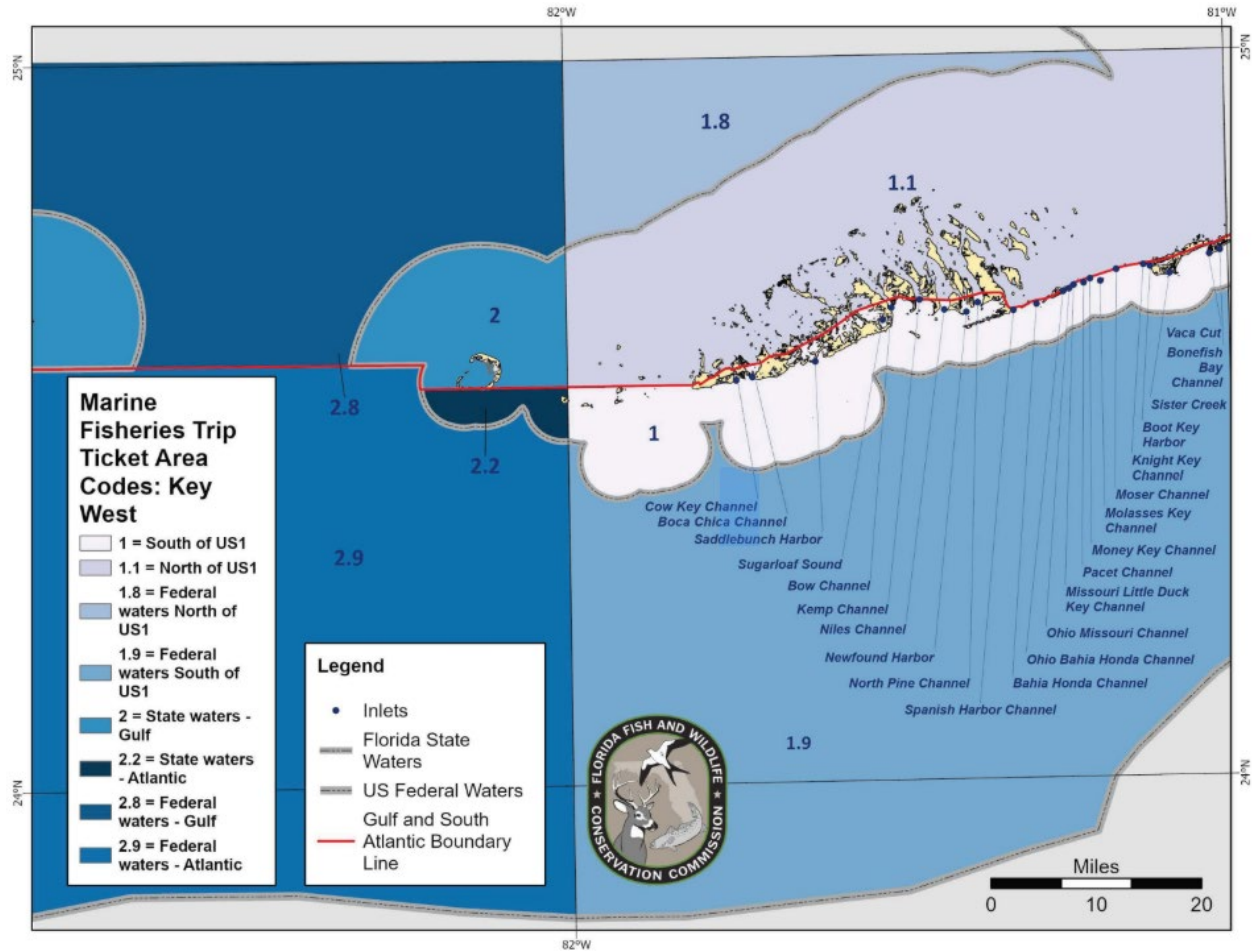 82°W
81°W
25°N
25°N
1.8
1.1
2
2.8
2.2
1
2.9
1.9
Marine
Fisheries Trip
Ticket Area
Codes: Key
West
1 = South of US1
1.1 = North of US1
1.8 = Federal
waters North of
US1
1.9 = Federal
waters South of
US1
2 = State waters -
Gulf
2.2 = State waters
- Atlantic
2.8 = Federal
waters - Gulf
2.9 = Federal
waters - Atlantic
Legend
Inlets
Florida State
Waters
US Federal Waters
Gulf and South
Atlantic Boundary
Line
Cow Key Channel
Boca Chica Channel
Saddlebunch Harbor
Sugarloaf Sound
Bow Channel
Kemp Channel
Niles Channel
Newfound Harbor
North Pine Channel
Spanish Harbor Channel
Vaca Cut
Bonefish
Bay
Channel
Sister Creek
Boot Key
Harbor
Knight Key
Channel
Moser Channel
Molasses Key
Channel
Money Key Channel
Pacet Channel
Missouri Little Duck
Key Channel
Ohio Missouri Channel
Ohio Bahia Honda Channel
Bahia Honda Channel
FLORIDA FISH AND WILDLIFE
CONSERVATION COMMISSION
24°N
24°N
Miles
0 10 20
82°W